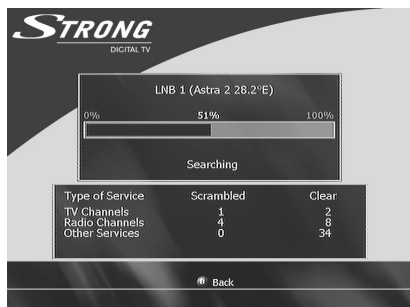 STRONG
DIGITAL TV
LNB 1 (Astra 2 28.2°E)
0% 51% 100%
Searching
Type of Service Scrambled Clear
TV Channels 1 2
Radio Channels 4 8
Other Services 0 34
B Back